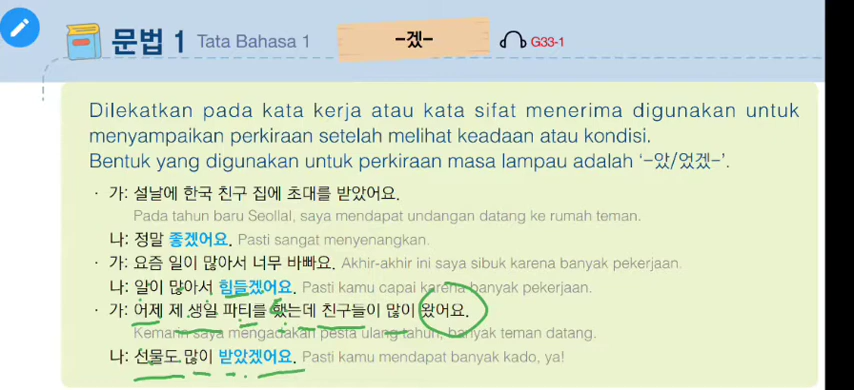 문법 1 Tata Bahasa 1 -겠- G33-1
Dilekatkan pada kata kerja atau kata sifat menerima digunakan untuk
menyampaikan perkiraan setelah melihat keadaan atau kondisi.
Bentuk yang digunakan untuk perkiraan masa lampau adalah ‘-았/었겠-’.
· 가: 설날에 한국 친구 집에 초대를 받았어요.
Pada tahun baru Seollal, saya mendapat undangan datang ke rumah teman.
나: 정말 좋겠어요. Pasti sangat menyenangkan.
· 가: 요즘 일이 많아서 너무 바빠요. Akhir-akhir ini saya sibuk karena banyak pekerjaan.
나: 알이 많아서 힘들겠어요. Pasti kamu capai karena banyak pekerjaan.
· 가: 어제 제 생일 파티를 했는데 친구들이 많이 왔어요.
Kemarin saya mengadakan pesta ulang tahun, banyak teman datang.
나: 선물도 많이 받았겠어요. Pasti kamu mendapat banyak kado, ya!